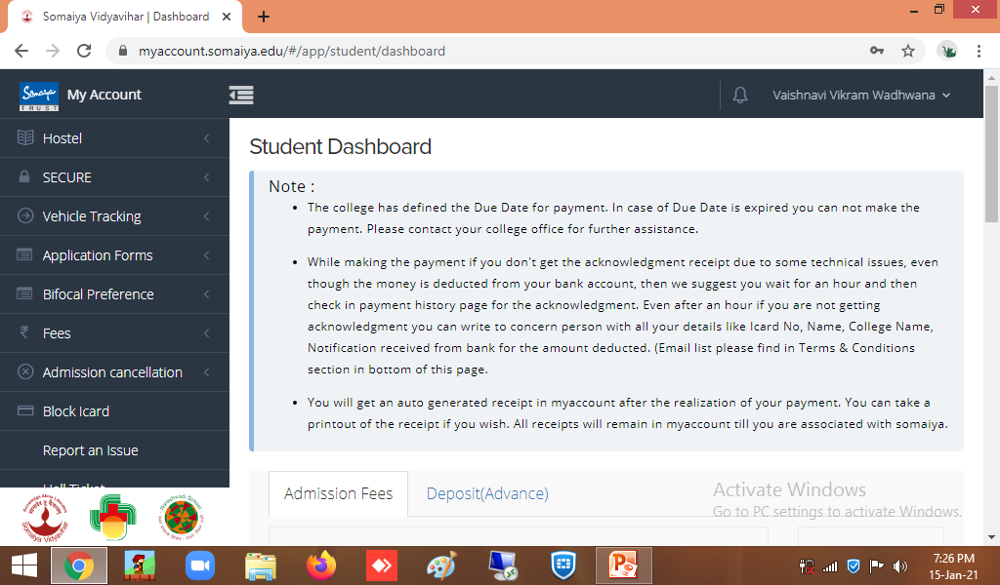 Somaiya Vidyavihar | Dashboard
myaccount.somaiya.edu/#/app/student/dashboard
Somaiya
TRUST
My Account
Vaishnavi Vikram Wadhwana
Hostel
SECURE
Vehicle Tracking
Application Forms
Bifocal Preference
Fees
Admission cancellation
Block Icard
Report an Issue
Hall Ticket
Student Dashboard
Note :
• The college has defined the Due Date for payment. In case of Due Date is expired you can not make the
payment. Please contact your college office for further assistance.
• While making the payment if you don't get the acknowledgment receipt due to some technical issues, even
though the money is deducted from your bank account, then we suggest you wait for an hour and then
check in payment history page for the acknowledgment. Even after an hour if you are not getting
acknowledgment you can write to concern person with all your details like Icard No, Name, College Name,
Notification received from bank for the amount deducted. (Email list please find in Terms & Conditions
section in bottom of this page.
• You will get an auto generated receipt in myaccount after the realization of your payment. You can take a
printout of the receipt if you wish. All receipts will remain in myaccount till you are associated with somaiya.
Admission Fees
Deposit(Advance)
Activate Windows
Go to PC settings to activate Windows.
Somaiya Vidyavihar
Nareshwadi School
7:26 PM
15-Jan-21